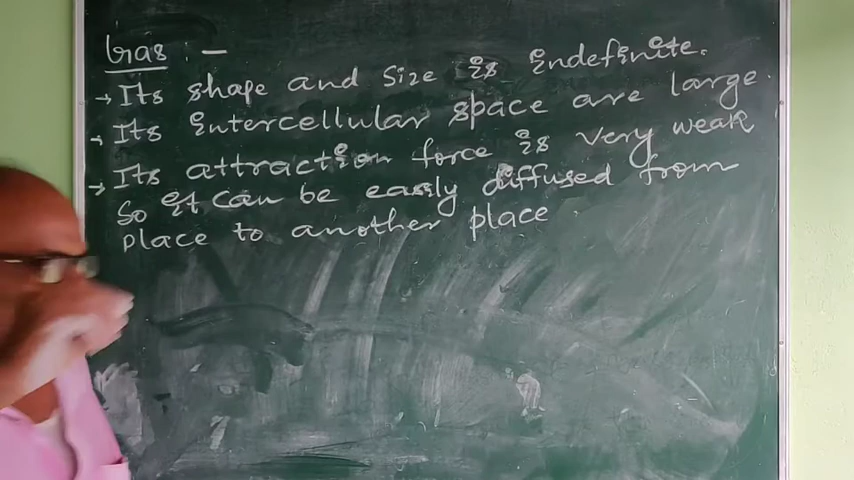 Gas : -
→ Its shape and size is indefinite.
→ Its intercellular space are large.
→ Its attraction force is very weak
So it can be easily diffused from
place to another place.